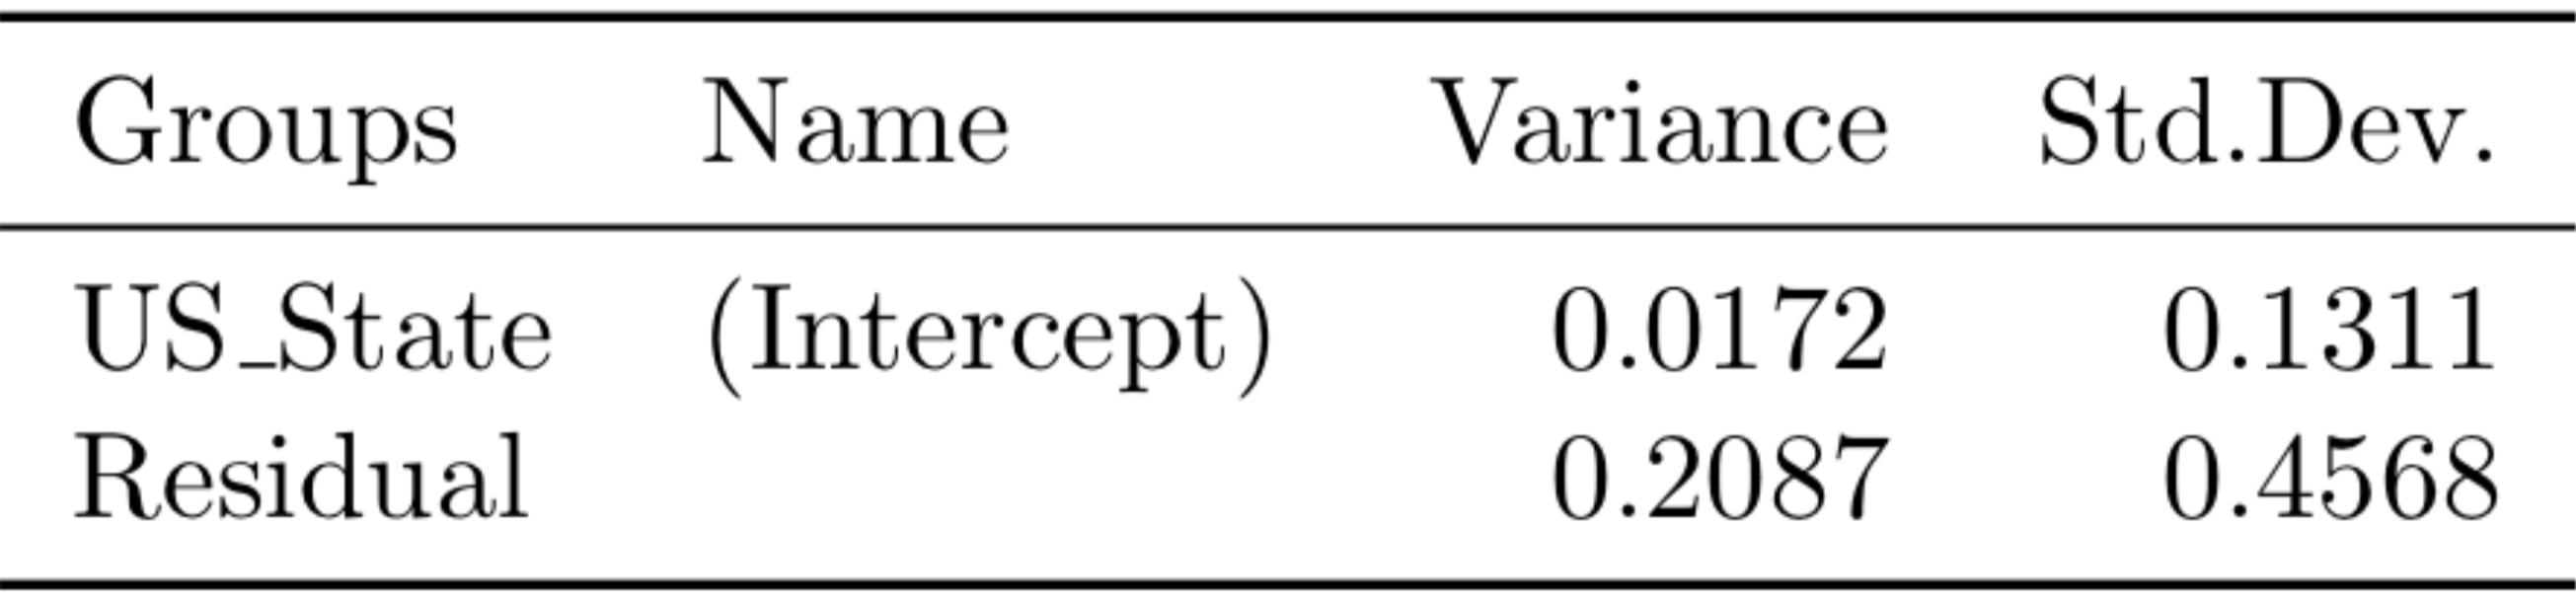 Groups Name Variance Std.Dev.
US_State (Intercept) 0.0172 0.1311
Residual 0.2087 0.4568